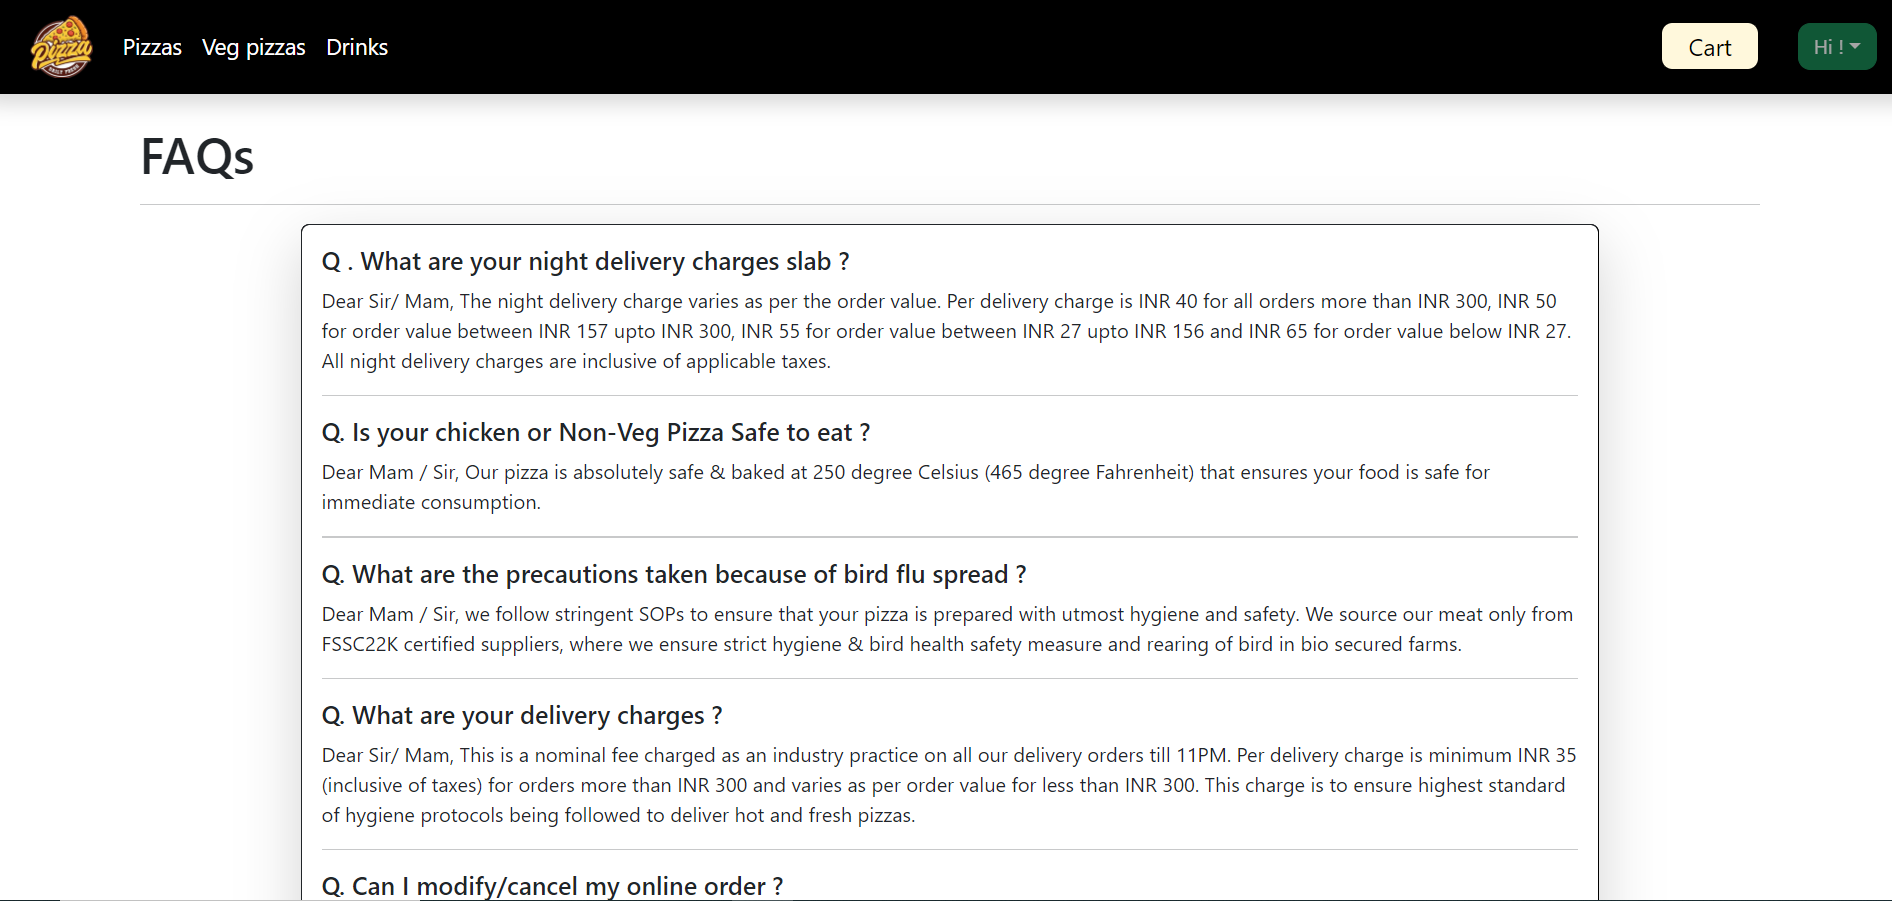 Pizza
DAILY FRESH
Pizzas Veg pizzas Drinks Cart Hi !
FAQs
Q . What are your night delivery charges slab ?
Dear Sir/ Mam, The night delivery charge varies as per the order value. Per delivery charge is INR 40 for all orders more than INR 300, INR 50
for order value between INR 157 upto INR 300, INR 55 for order value between INR 27 upto INR 156 and INR 65 for order value below INR 27.
All night delivery charges are inclusive of applicable taxes.
Q. Is your chicken or Non-Veg Pizza Safe to eat ?
Dear Mam / Sir, Our pizza is absolutely safe & baked at 250 degree Celsius (465 degree Fahrenheit) that ensures your food is safe for
immediate consumption.
Q. What are the precautions taken because of bird flu spread ?
Dear Mam / Sir, we follow stringent SOPs to ensure that your pizza is prepared with utmost hygiene and safety. We source our meat only from
FSSC22K certified suppliers, where we ensure strict hygiene & bird health safety measure and rearing of bird in bio secured farms.
Q. What are your delivery charges ?
Dear Sir/ Mam, This is a nominal fee charged as an industry practice on all our delivery orders till 11PM. Per delivery charge is minimum INR 35
(inclusive of taxes) for orders more than INR 300 and varies as per order value for less than INR 300. This charge is to ensure highest standard
of hygiene protocols being followed to deliver hot and fresh pizzas.
Q. Can I modify/cancel my online order ?